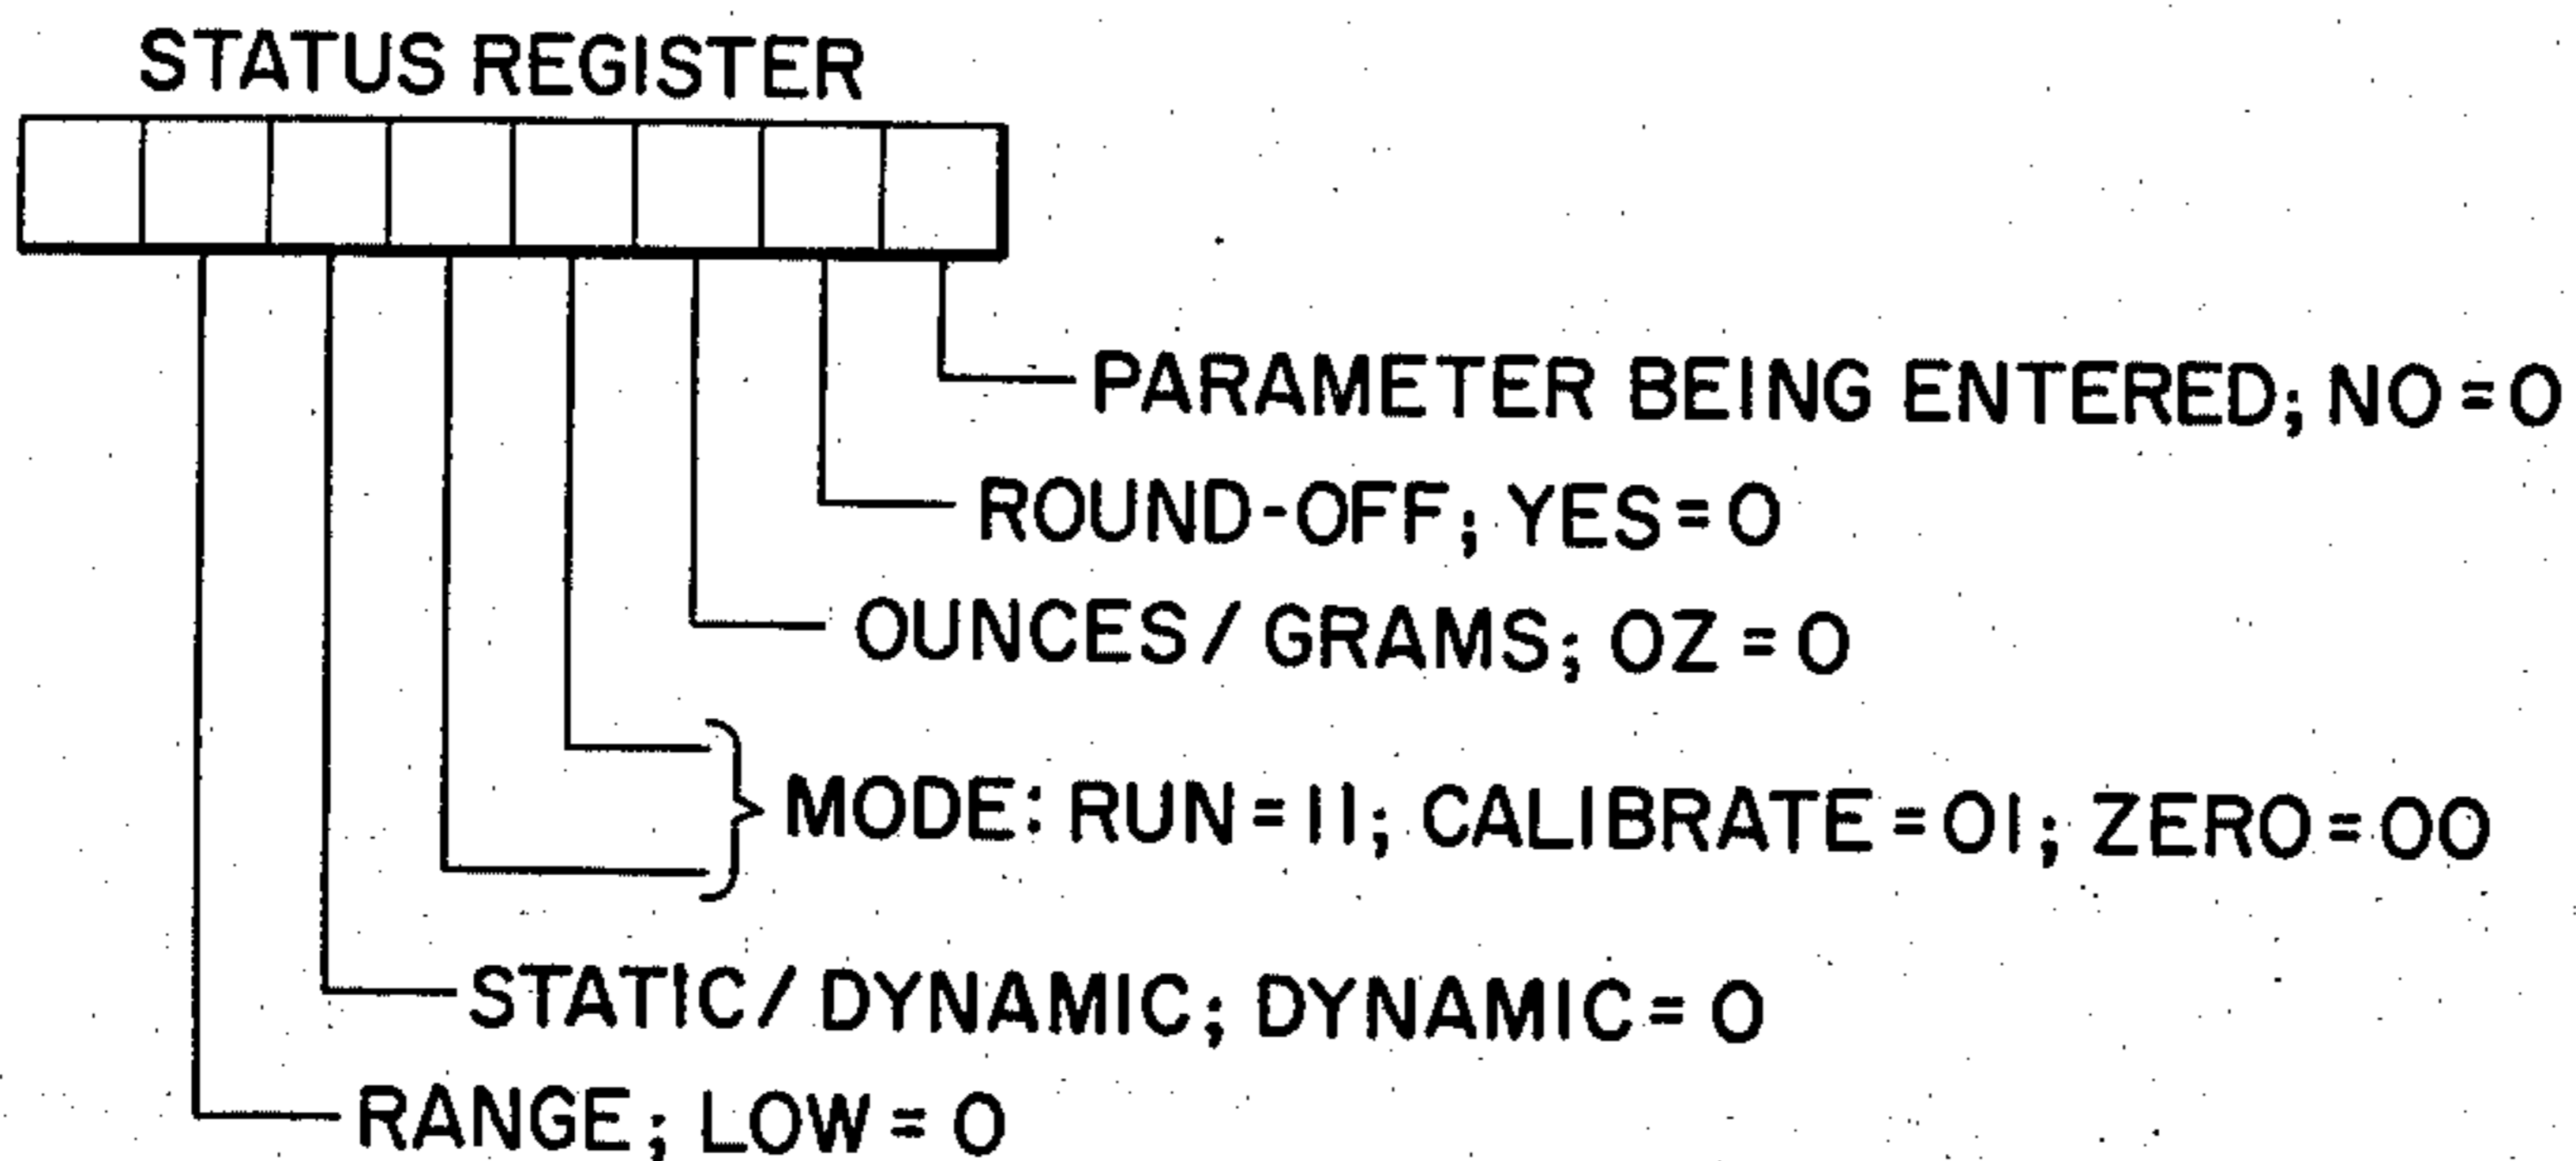 STATUS REGISTER
PARAMETER BEING ENTERED; NO = 0
ROUND-OFF; YES = 0
OUNCES / GRAMS; OZ = 0
MODE: RUN = 11; CALIBRATE = 01; ZERO = 00
STATIC / DYNAMIC; DYNAMIC = 0
RANGE; LOW = 0